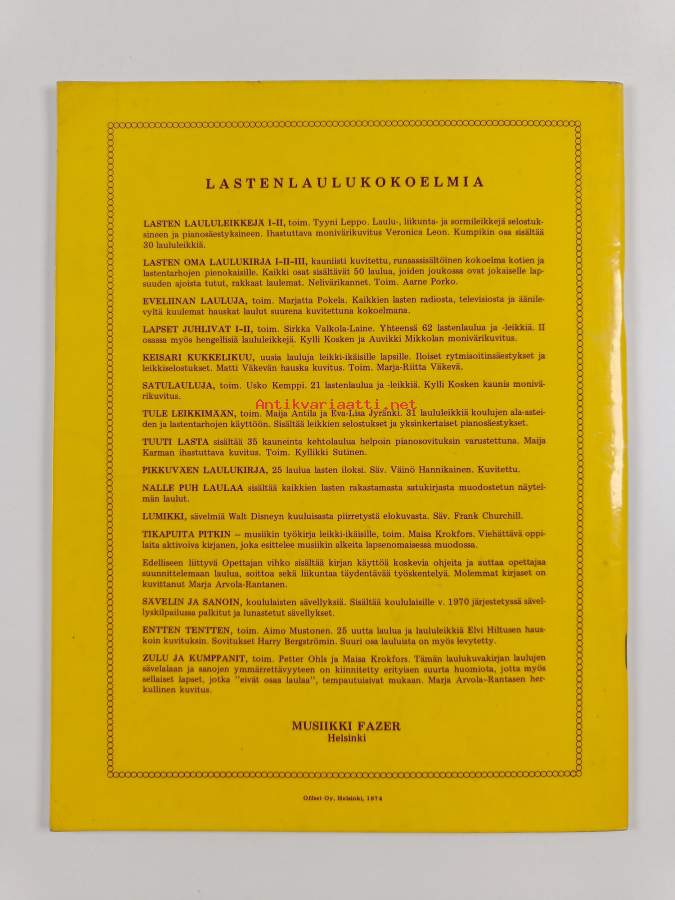 LASTENLAULUKOKOELMIA
LASTEN LAULULEIKKEJÄ I-II, toim. Tyyni Leppo. Laulu-, liikunta- ja sormileikkejä selostuk-
sineen ja pianosäestyksineen. Ihastuttava monivärikuvitus Veronica Leon. Kumpikin osa sisältää
30 laululeikkiä.
LASTEN OMA LAULUKIRJA I-II-III, kauniisti kuvitettu, runsassisältöinen kokoelma kotien ja
lastentarhojen pienokaisille. Kaikki osat sisältävät 50 laulua, joiden joukossa ovat jokaiselle lap-
suuden ajoista tutut, rakkaat laulemat. Nelivärikannet. Toim. Aarne Porko.
EVELIINAN LAULUJA, toim. Marjatta Pokela. Kaikkien lasten radiosta, televisiosta ja äänile-
vyltä kuulemat hauskat laulut suurena kuvitettuna kokoelmana.
LAPSET JUHLIVAT I-II, toim. Sirkka Valkola-Laine. Yhteensä 62 lastenlaulua ja -leikkiä. II
osassa myös hengellisiä laululeikkejä. Kylli Kosken ja Auvikki Mikkolan monivärikuvitus.
KEISARI KUKKELIKUU, uusia lauluja leikki-ikäisille lapsille. Iloiset rytmisoitinsäestykset ja
leikkiselostukset. Matti Väkevän hauska kuvitus. Toim. Marja-Riitta Väkevä.
SATULAULUJA, toim. Usko Kemppi. 21 lastenlaulua ja -leikkiä. Kylli Kosken kaunis monivä-
rikuvitus.
Antikvariaatti.net
TULE LEIKKIMÄÄN, toim. Maija Antila ja Eva-Lisa Jyränki. 31 laululeikkiä koulujen ala-astei-
den ja lastentarhojen käyttöön. Sisältää leikkien selostukset ja yksinkertaiset pianosäestykset.
TUUTI LASTA sisältää 35 kauneinta kehtolaulua helpoin pianosovituksin varustettuna. Maija
Karman ihastuttava kuvitus. Toim. Kyllikki Sutinen.
PIKKUVÄEN LAULUKIRJA, 25 laulua lasten iloksi. Säv. Väinö Hannikainen. Kuvitettu.
NALLE PUH LAULAA sisältää kaikkien lasten rakastamasta satukirjasta muodostetun näytel-
män laulut.
LUMIKKI, sävelmiä Walt Disneyn kuuluisasta piirretystä elokuvasta. Säv. Frank Churchill.
TIKAPUITA PITKIN – musiikin työkirja leikki-ikäisille, toim. Maisa Krokfors. Viehättävä oppi-
laita aktivoiva kirjanen, joka esittelee musiikin alkeita lapsenomaisessa muodossa.
Edelliseen liittyvä Opettajan vihko sisältää kirjan käyttöä koskevia ohjeita ja auttaa opettajaa
suunnittelemaan laulua, soittoa sekä liikuntaa täydentävää työskentelyä. Molemmat kirjaset on
kuvittanut Marja Arvola-Rantanen.
SÄVELIN JA SANOIN, koululaisten sävellyksiä. Sisältää koululaisille v. 1970 järjestetyssä sävel-
lyskilpailussa palkitut ja lunastetut sävellykset.
ENTTEN TENTTEN, toim. Aimo Mustonen. 25 uutta laulua ja laululeikkiä Elvi Hiltusen haus-
koin kuvituksin. Sovitukset Harry Bergströmin. Suuri osa lauluista on myös levytetty.
ZULU JA KUMPPANIT, toim. Petter Ohls ja Maisa Krokfors. Tämän laulukuvakirjan laulujen
sävelalaan ja sanojen ymmärrettävyyteen on kiinnitetty erityisen suurta huomiota, jotta myös
sellaiset lapset, jotka "eivät osaa laulaa", tempautuisivat mukaan. Marja Arvola-Rantasen her-
kullinen kuvitus.
MUSIIKKI FAZER
Helsinki
Offset Oy, Helsinki, 1974